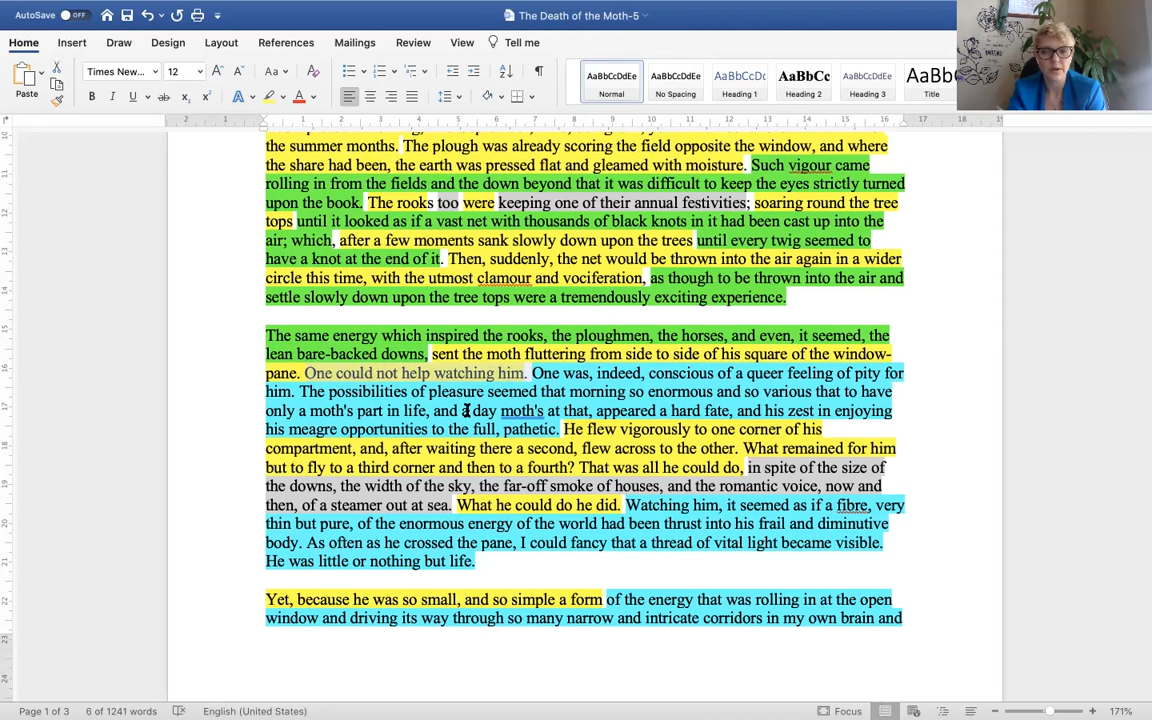 AutoSave OFF The Death of the Moth-5
Home Insert Draw Design Layout References Mailings Review View Tell me
Paste Times New... 12 Aa AaBbCcDdEe AaBbCcDdEe AaBbCcDc AaBbCc AaBbCcDdEe AaBb
B I U ab x₂ x² A A Normal No Spacing Heading 1 Heading 2 Heading 3 Title
2 1 1 2 3 4 5 6 7 8 9 10 11 12 13 14 15 16 17 18
the summer months. The plough was already scoring the field opposite the window, and where
the share had been, the earth was pressed flat and gleamed with moisture. Such vigour came
rolling in from the fields and the down beyond that it was difficult to keep the eyes strictly turned
upon the book. The rooks too were keeping one of their annual festivities; soaring round the tree
tops until it looked as if a vast net with thousands of black knots in it had been cast up into the
air; which, after a few moments sank slowly down upon the trees until every twig seemed to
have a knot at the end of it. Then, suddenly, the net would be thrown into the air again in a wider
circle this time, with the utmost clamour and vociferation, as though to be thrown into the air and
settle slowly down upon the tree tops were a tremendously exciting experience.
The same energy which inspired the rooks, the ploughmen, the horses, and even, it seemed, the
lean bare-backed downs, sent the moth fluttering from side to side of his square of the window-
pane. One could not help watching him. One was, indeed, conscious of a queer feeling of pity for
him. The possibilities of pleasure seemed that morning so enormous and so various that to have
only a moth's part in life, and a day moth's at that, appeared a hard fate, and his zest in enjoying
his meagre opportunities to the full, pathetic. He flew vigorously to one corner of his
compartment, and, after waiting there a second, flew across to the other. What remained for him
but to fly to a third corner and then to a fourth? That was all he could do, in spite of the size of
the downs, the width of the sky, the far-off smoke of houses, and the romantic voice, now and
then, of a steamer out at sea. What he could do he did. Watching him, it seemed as if a fibre, very
thin but pure, of the enormous energy of the world had been thrust into his frail and diminutive
body. As often as he crossed the pane, I could fancy that a thread of vital light became visible.
He was little or nothing but life.
Yet, because he was so small, and so simple a form of the energy that was rolling in at the open
window and driving its way through so many narrow and intricate corridors in my own brain and
Page 1 of 3 6 of 1241 words English (United States) Focus 171%